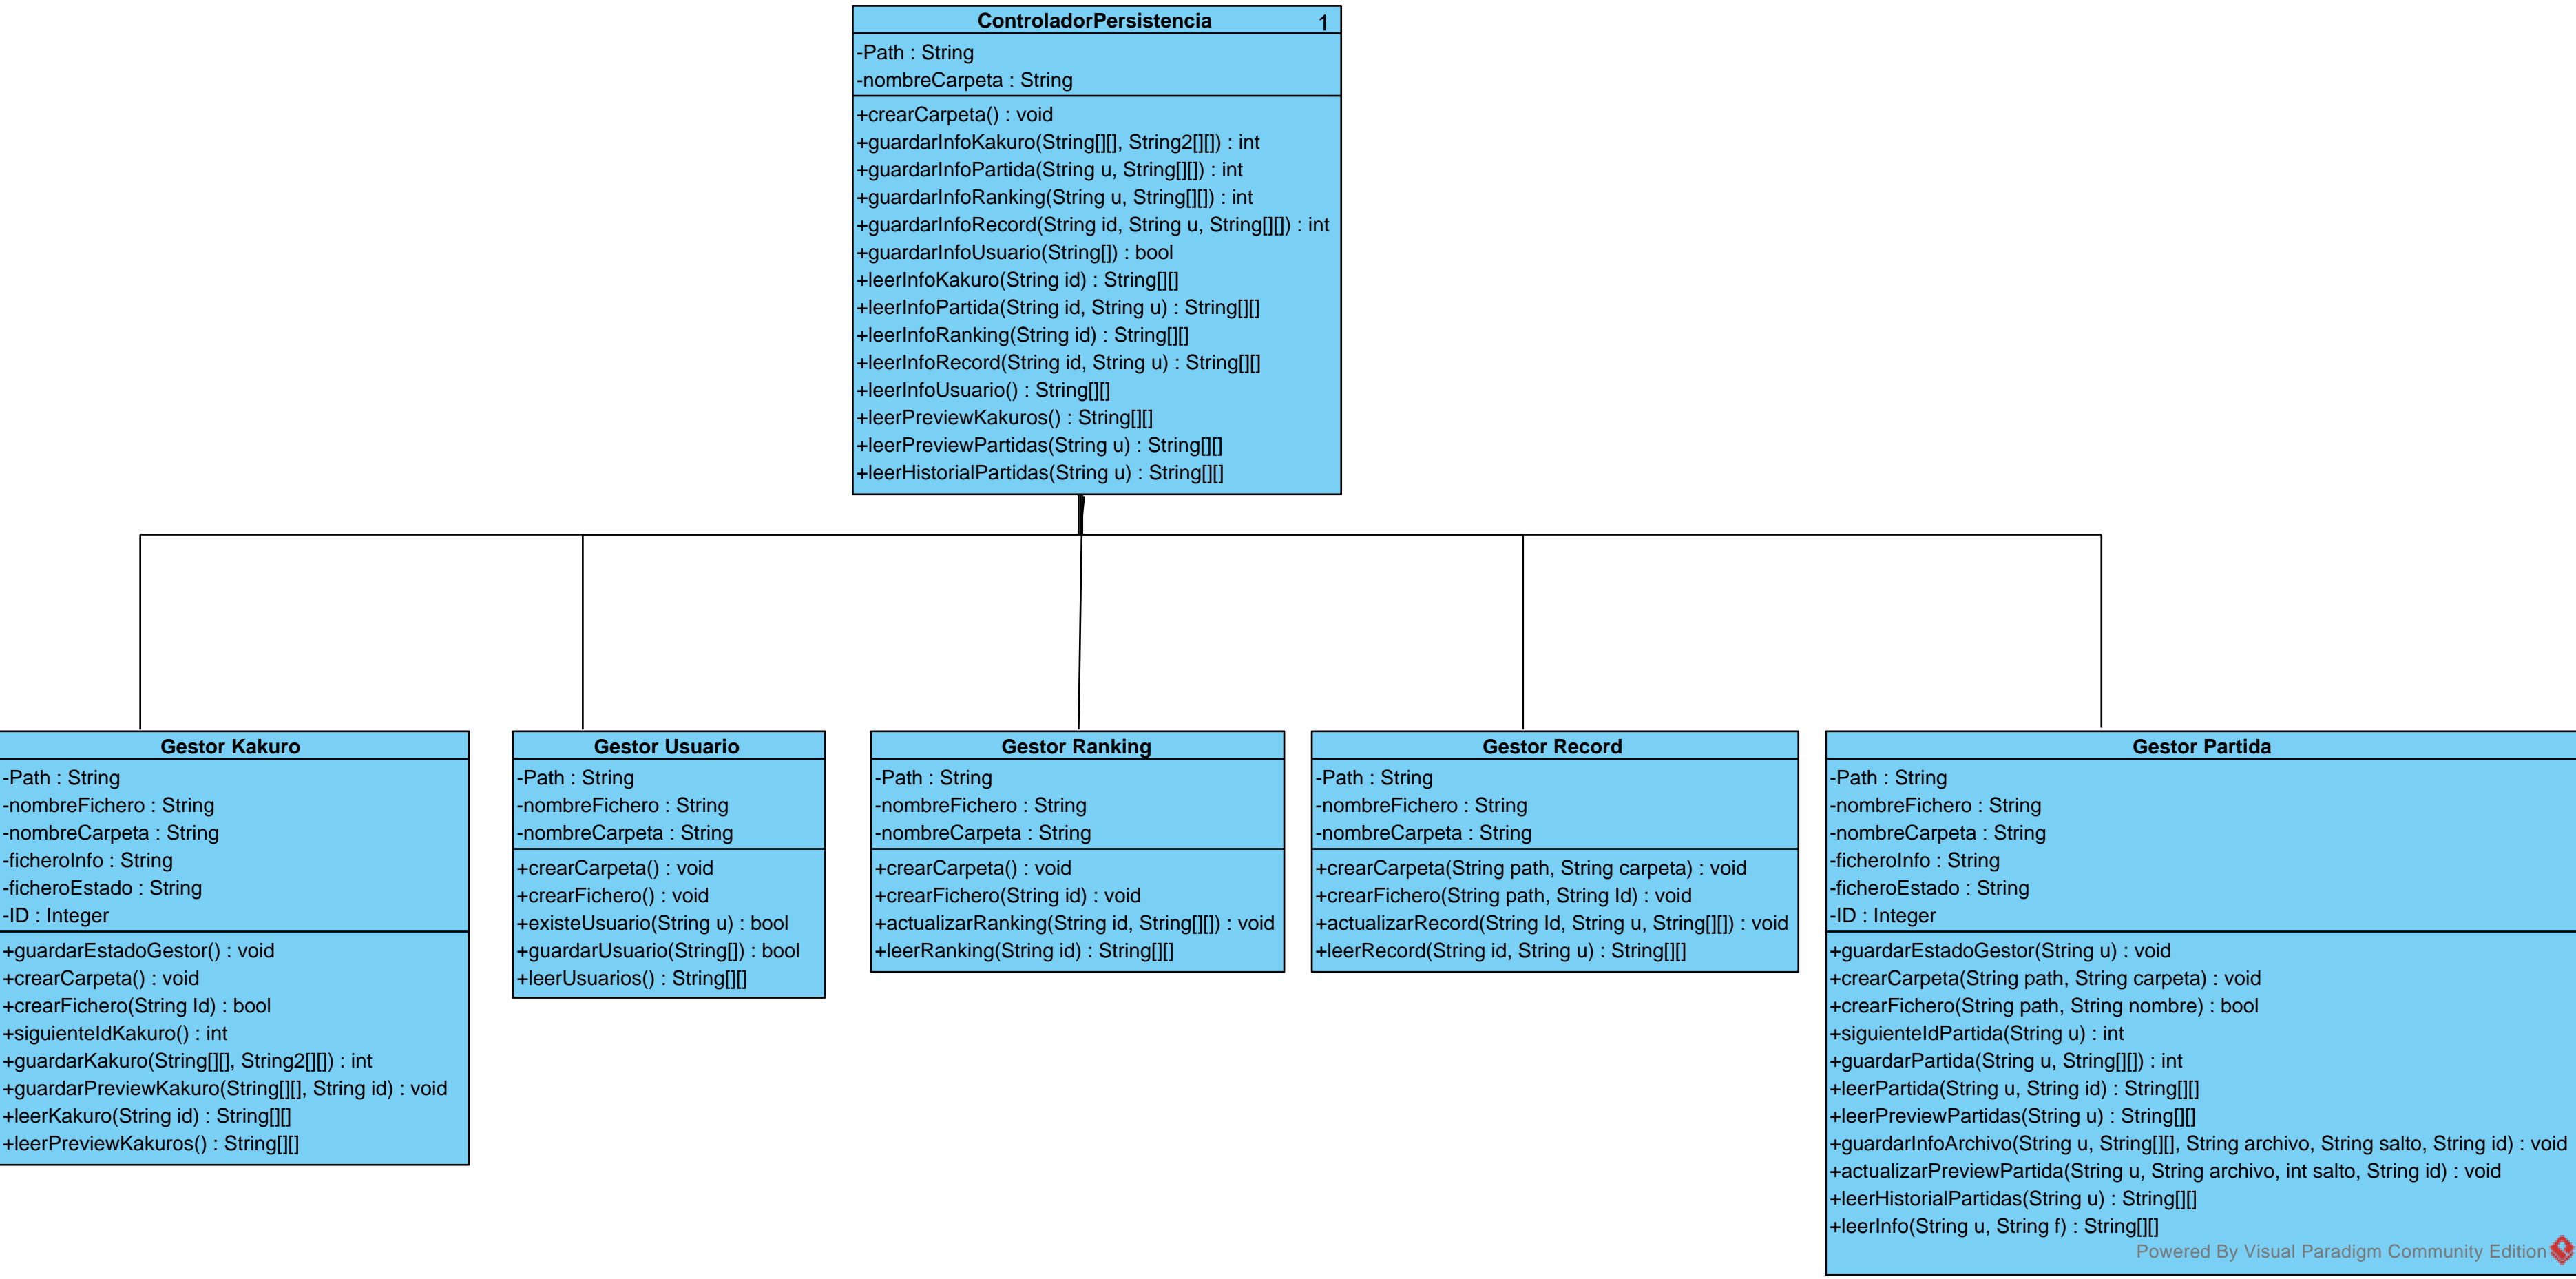 ControladorPersistencia 1
-Path : String
-nombreCarpeta : String
+crearCarpeta() : void
+guardarInfoKakuro(String[][], String2[][]) : int
+guardarInfoPartida(String u, String[][]) : int
+guardarInfoRanking(String u, String[][]) : int
+guardarInfoRecord(String id, String u, String[][]) : int
+guardarInfoUsuario(String[]) : bool
+leerInfoKakuro(String id) : String[][]
+leerInfoPartida(String id, String u) : String[][]
+leerInfoRanking(String id) : String[][]
+leerInfoRecord(String id, String u) : String[][]
+leerInfoUsuario() : String[][]
+leerPreviewKakuros() : String[][]
+leerPreviewPartidas(String u) : String[][]
+leerHistorialPartidas(String u) : String[][]
Gestor Kakuro
-Path : String
-nombreFichero : String
-nombreCarpeta : String
-ficheroInfo : String
-ficheroEstado : String
-ID : Integer
+guardarEstadoGestor() : void
+crearCarpeta() : void
+crearFichero(String Id) : bool
+siguienteIdKakuro() : int
+guardarKakuro(String[][], String2[][]) : int
+guardarPreviewKakuro(String[][], String id) : void
+leerKakuro(String id) : String[][]
+leerPreviewKakuros() : String[][]
Gestor Usuario
-Path : String
-nombreFichero : String
-nombreCarpeta : String
+crearCarpeta() : void
+crearFichero() : void
+existeUsuario(String u) : bool
+guardarUsuario(String[]) : bool
+leerUsuarios() : String[][]
Gestor Ranking
-Path : String
-nombreFichero : String
-nombreCarpeta : String
+crearCarpeta() : void
+crearFichero(String id) : void
+actualizarRanking(String id, String[][]) : void
+leerRanking(String id) : String[][]
Gestor Record
-Path : String
-nombreFichero : String
-nombreCarpeta : String
+crearCarpeta(String path, String carpeta) : void
+crearFichero(String path, String Id) : void
+actualizarRecord(String Id, String u, String[][]) : void
+leerRecord(String id, String u) : String[][]
Gestor Partida
-Path : String
-nombreFichero : String
-nombreCarpeta : String
-ficheroInfo : String
-ficheroEstado : String
-ID : Integer
+guardarEstadoGestor(String u) : void
+crearCarpeta(String path, String carpeta) : void
+crearFichero(String path, String nombre) : bool
+siguienteIdPartida(String u) : int
+guardarPartida(String u, String[][]) : int
+leerPartida(String u, String id) : String[][]
+leerPreviewPartidas(String u) : String[][]
+guardarInfoArchivo(String u, String[][], String archivo, String salto, String id) : void
+actualizarPreviewPartida(String u, String archivo, int salto, String id) : void
+leerHistorialPartidas(String u) : String[][]
+leerInfo(String u, String f) : String[][]
Powered By Visual Paradigm Community Edition